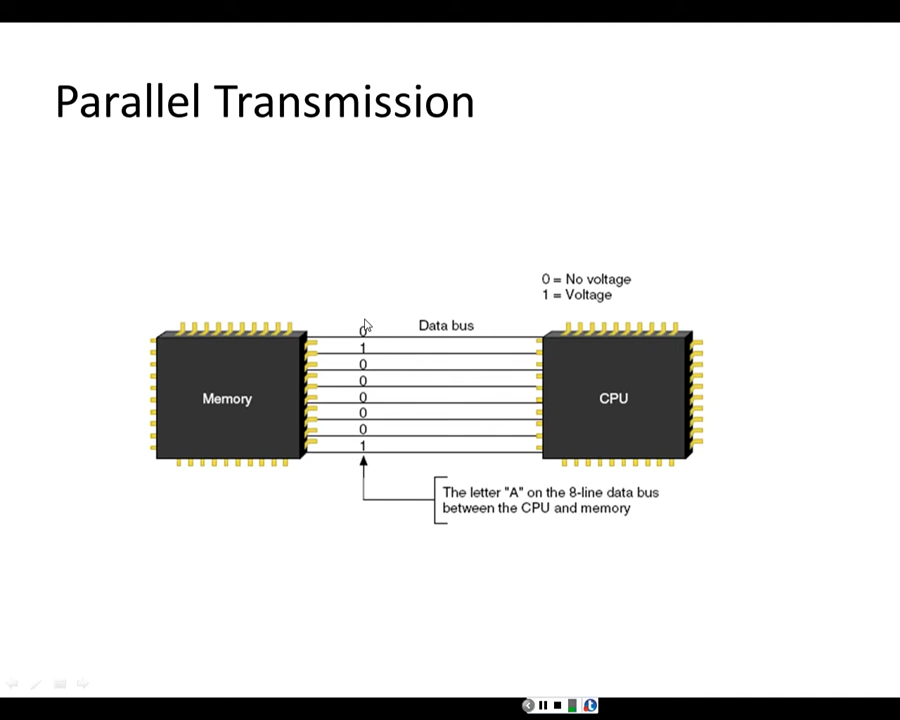 Parallel Transmission
0 = No voltage
1 = Voltage
Data bus
0
1
0
0
0
0
0
1
Memory
CPU
The letter "A" on the 8-line data bus
between the CPU and memory